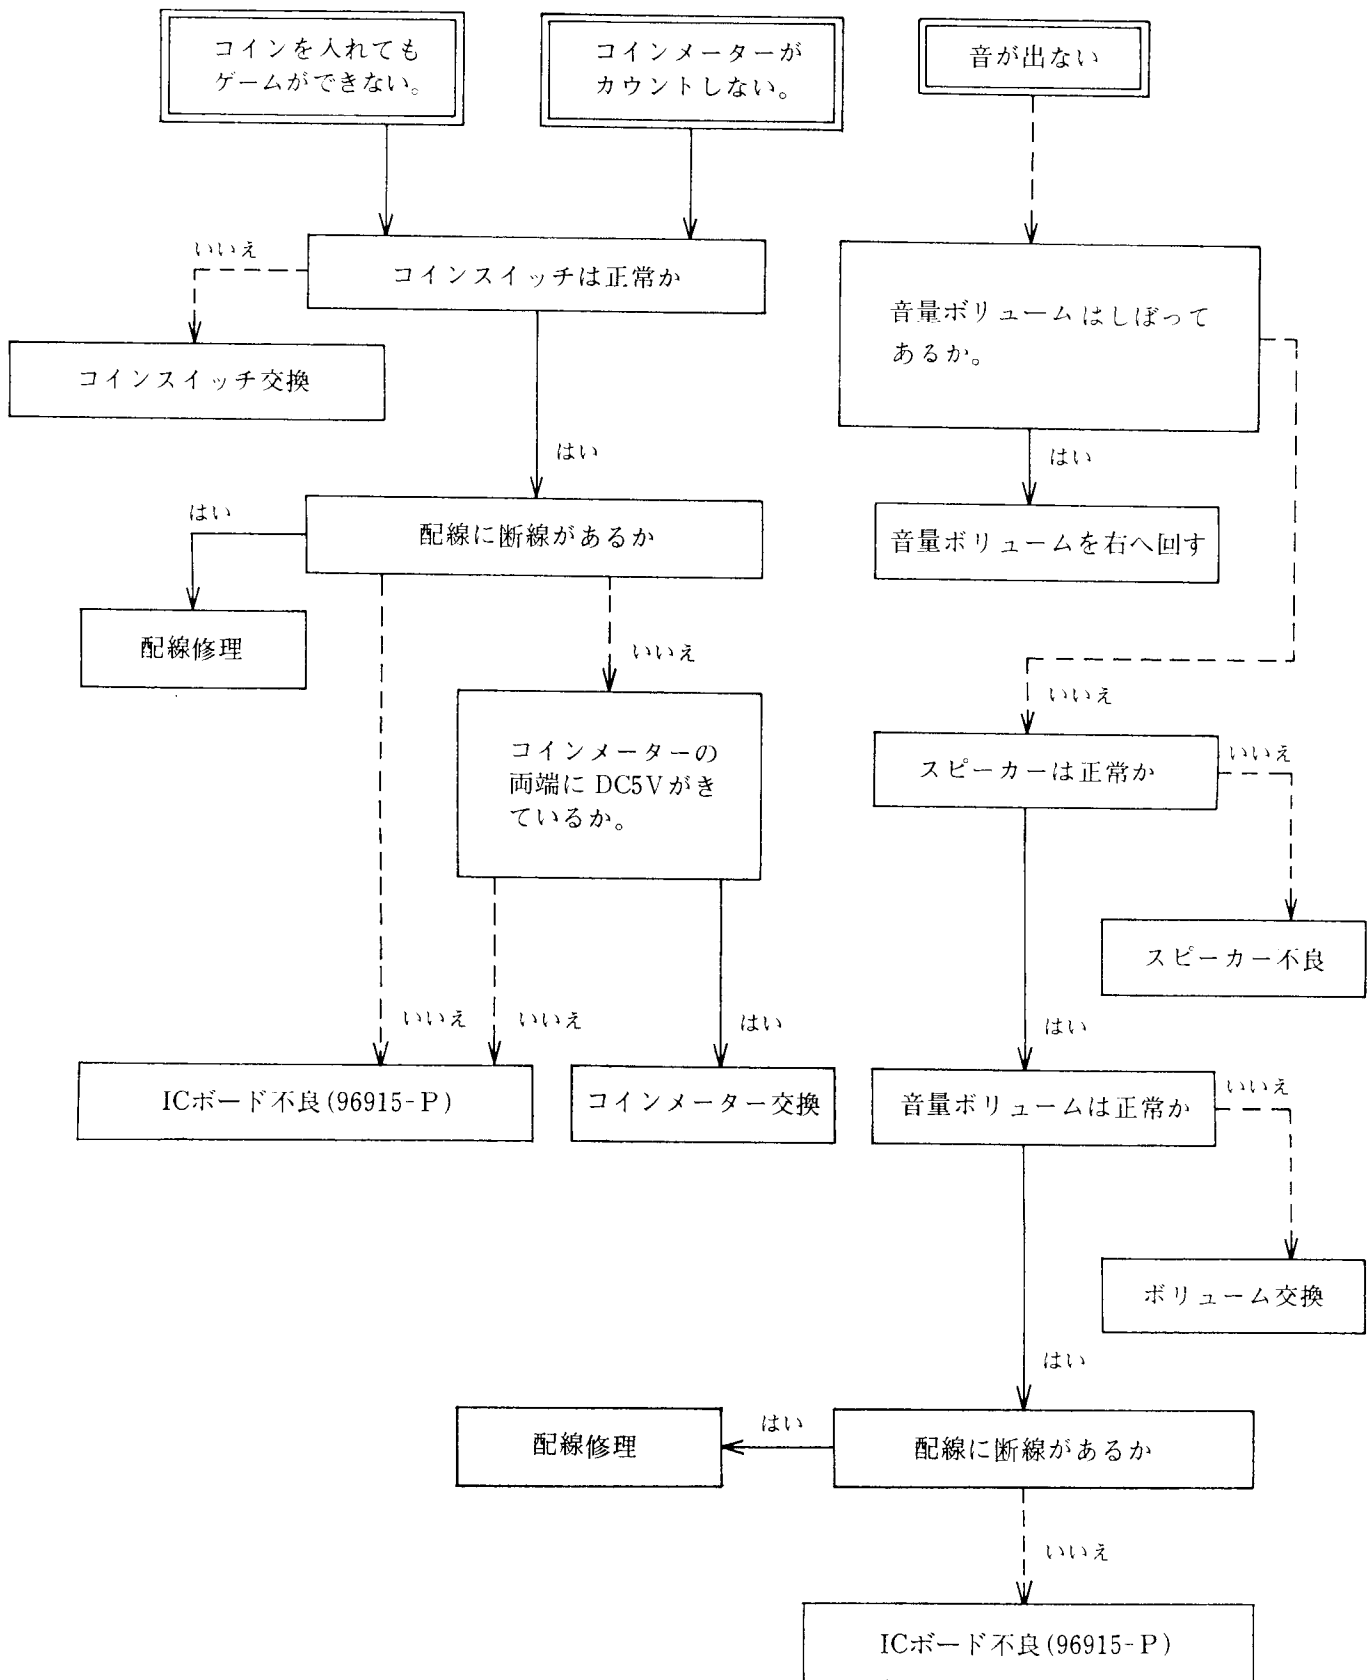 コインを入れても
ゲームができない。
コインメーターが
カウントしない。
音が出ない
いいえ
コインスイッチは正常か
コインスイッチ交換
はい
はい
配線に断線があるか
配線修理
いいえ
コインメーターの
両端にDC5Vがき
ているか。
いいえ
いいえ
はい
ICボード不良(96915-P)
コインメーター交換
音量ボリュームはしぼって
あるか。
はい
音量ボリュームを右へ回す
いいえ
スピーカーは正常か
いいえ
スピーカー不良
はい
音量ボリュームは正常か
いいえ
ボリューム交換
はい
配線に断線があるか
はい
配線修理
いいえ
ICボード不良(96915-P)